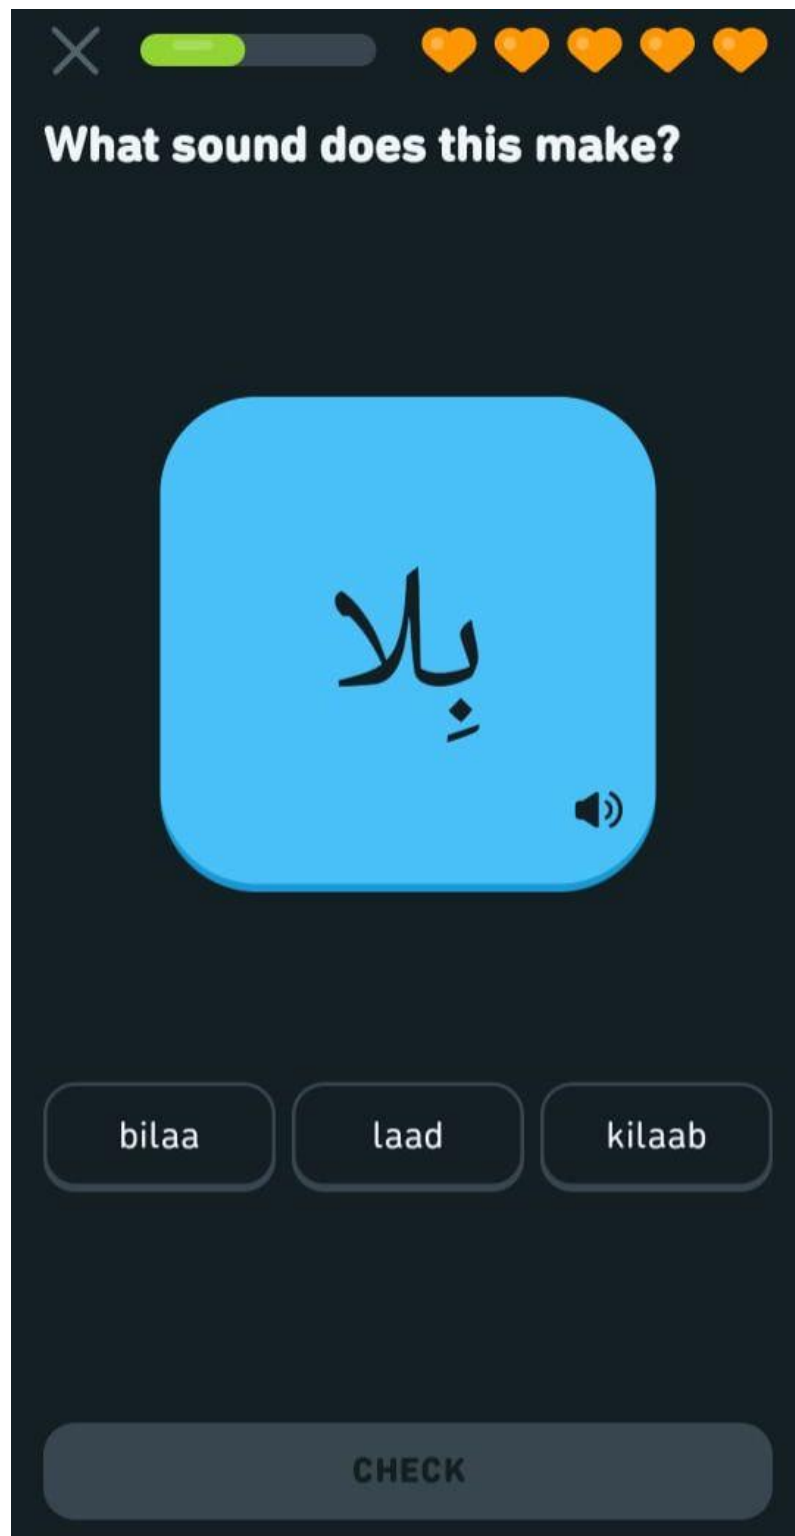 What sound does this make?
بِلا
bilaa
laad
kilaab
CHECK